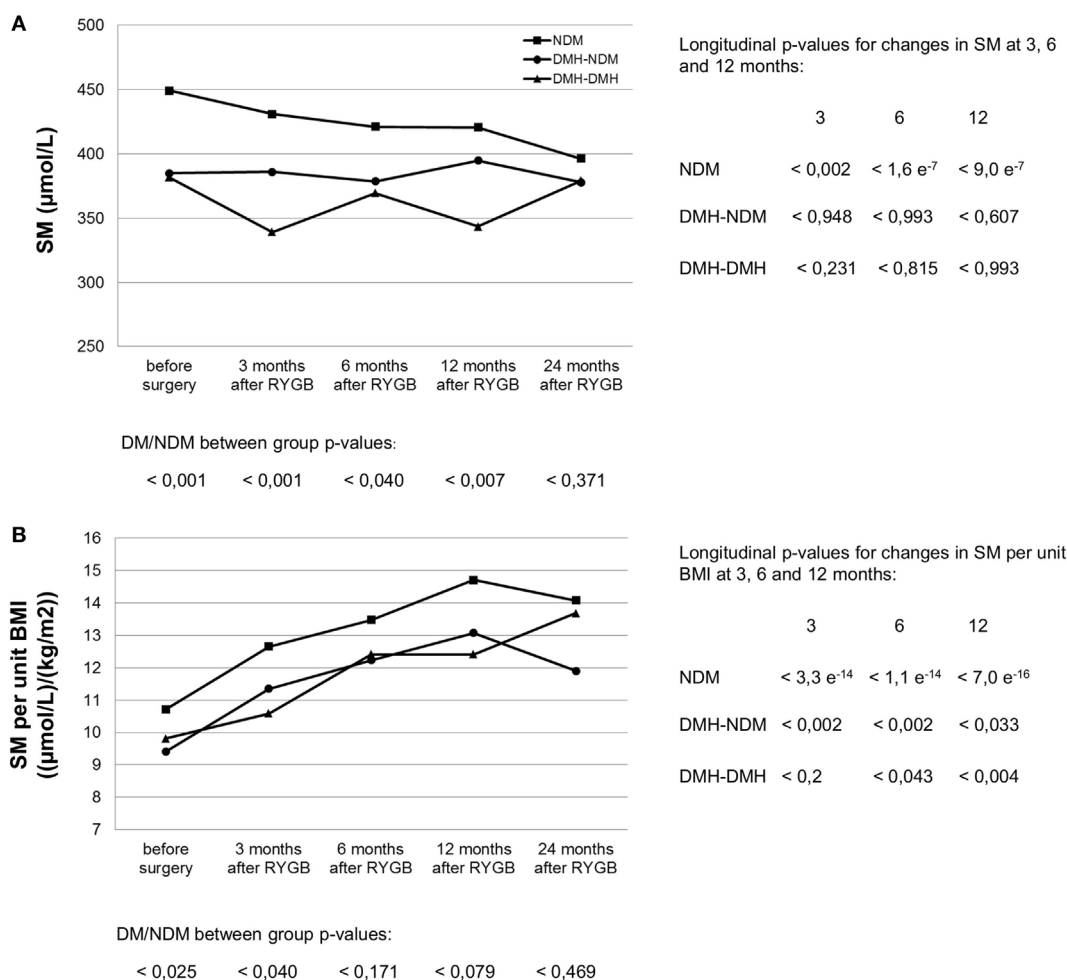 A
500
450
400
350
300
250
SM (µmol/L)
NDM
DMH-NDM
DMH-DMH
before surgery
3 months after RYGB
6 months after RYGB
12 months after RYGB
24 months after RYGB
DM/NDM between group p-values:
< 0,001 < 0,001 < 0,040 < 0,007 < 0,371
Longitudinal p-values for changes in SM at 3, 6
and 12 months:
3 6 12
NDM < 0,002 < 1,6 e-7 < 9,0 e-7
DMH-NDM < 0,948 < 0,993 < 0,607
DMH-DMH < 0,231 < 0,815 < 0,993
B
16
15
14
13
12
11
10
9
8
7
SM per unit BMI
((µmol/L)/(kg/m2))
before surgery
3 months after RYGB
6 months after RYGB
12 months after RYGB
24 months after RYGB
DM/NDM between group p-values:
< 0,025 < 0,040 < 0,171 < 0,079 < 0,469
Longitudinal p-values for changes in SM per unit
BMI at 3, 6 and 12 months:
3 6 12
NDM < 3,3 e-14 < 1,1 e-14 < 7,0 e-16
DMH-NDM < 0,002 < 0,002 < 0,033
DMH-DMH < 0,2 < 0,043 < 0,004